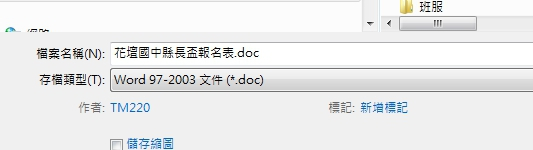 班服
網路
檔案名稱(N): 花壇國中縣長盃報名表.doc
存檔類型(T): Word 97-2003 文件 (*.doc)
作者: TM220 標記: 新增標記
儲存縮圖